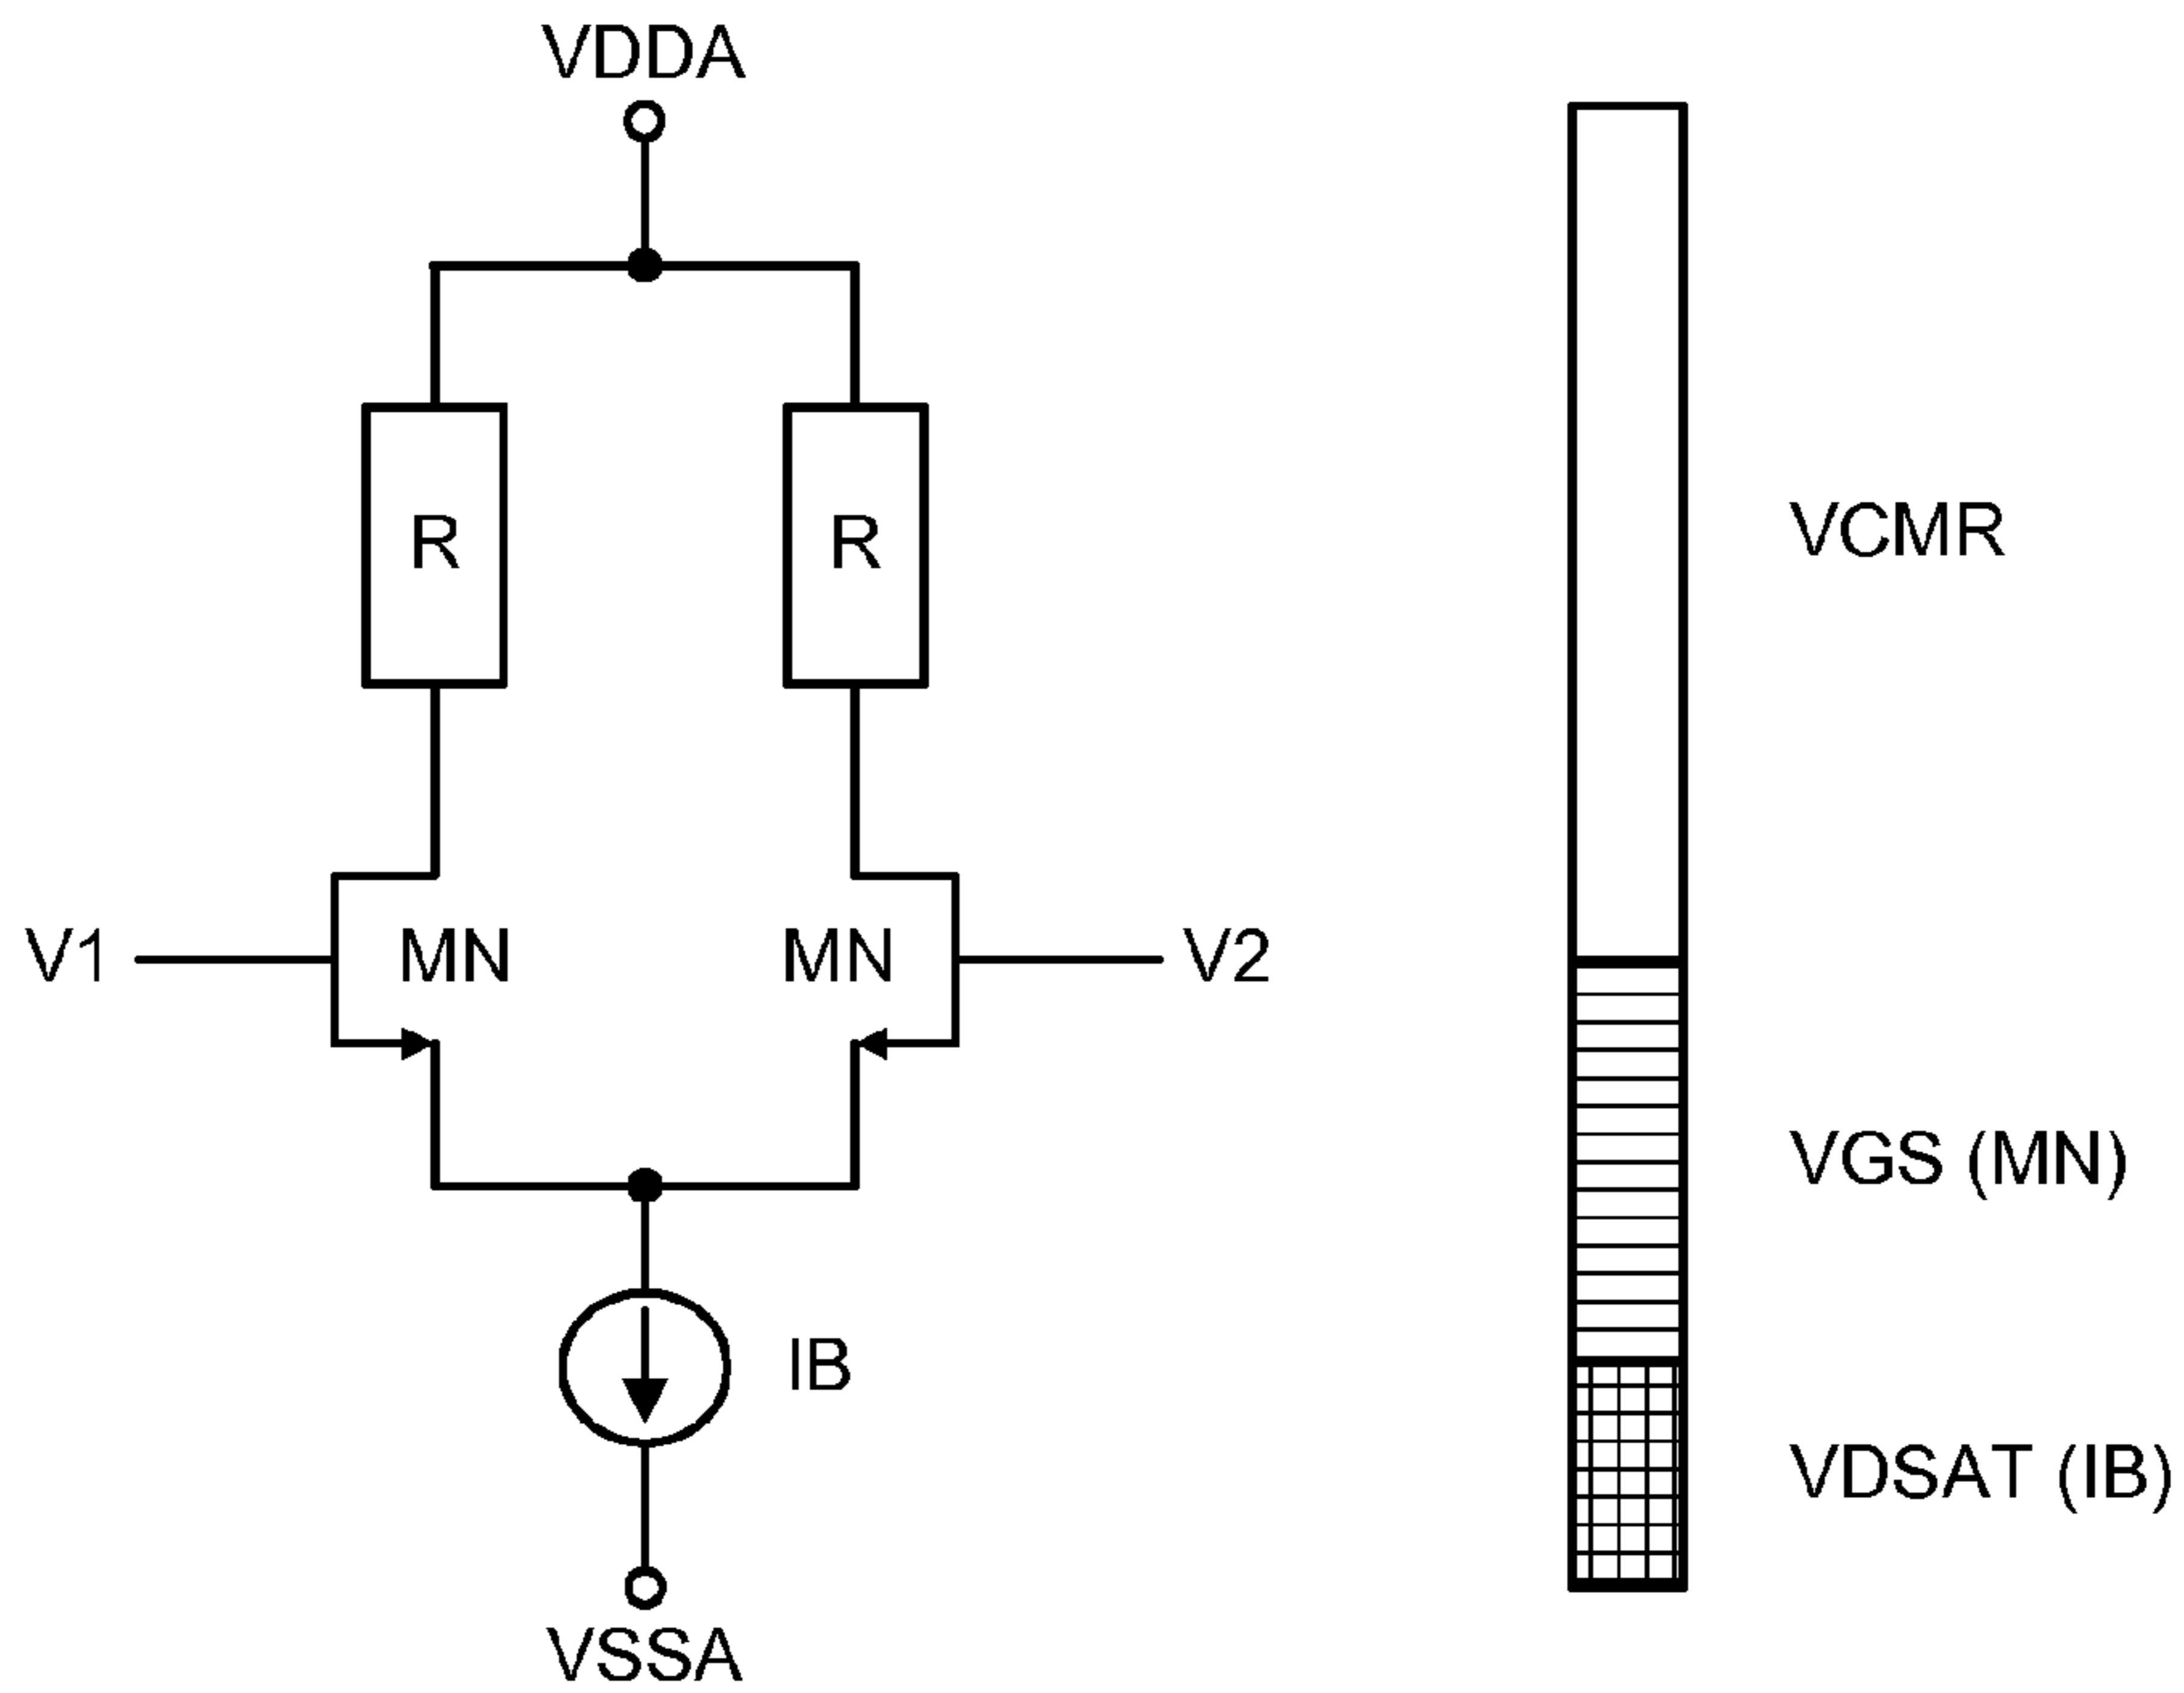 VDDA
R R
VCMR
V1 MN MN V2
VGS (MN)
IB
VDSAT (IB)
VSSA